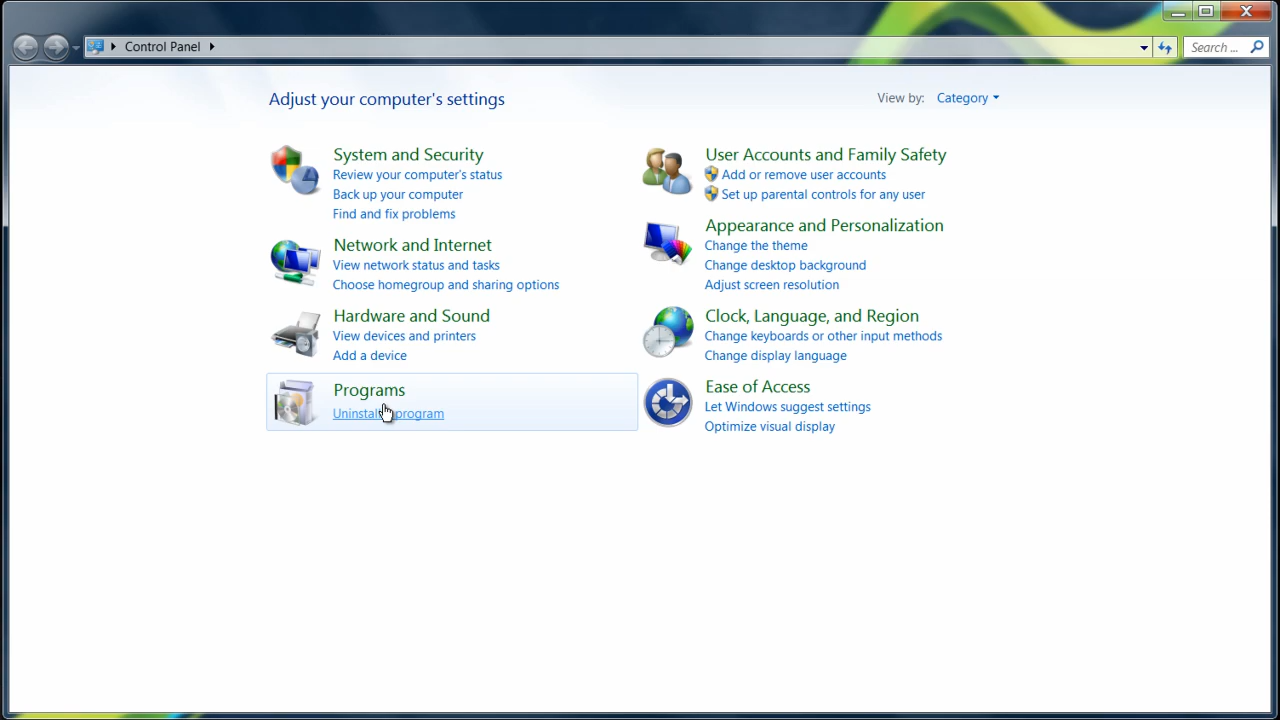 Control Panel
Search ...
Adjust your computer's settings
View by: Category
System and Security
Review your computer's status
Back up your computer
Find and fix problems
Network and Internet
View network status and tasks
Choose homegroup and sharing options
Hardware and Sound
View devices and printers
Add a device
Programs
Uninstall program
User Accounts and Family Safety
Add or remove user accounts
Set up parental controls for any user
Appearance and Personalization
Change the theme
Change desktop background
Adjust screen resolution
Clock, Language, and Region
Change keyboards or other input methods
Change display language
Ease of Access
Let Windows suggest settings
Optimize visual display